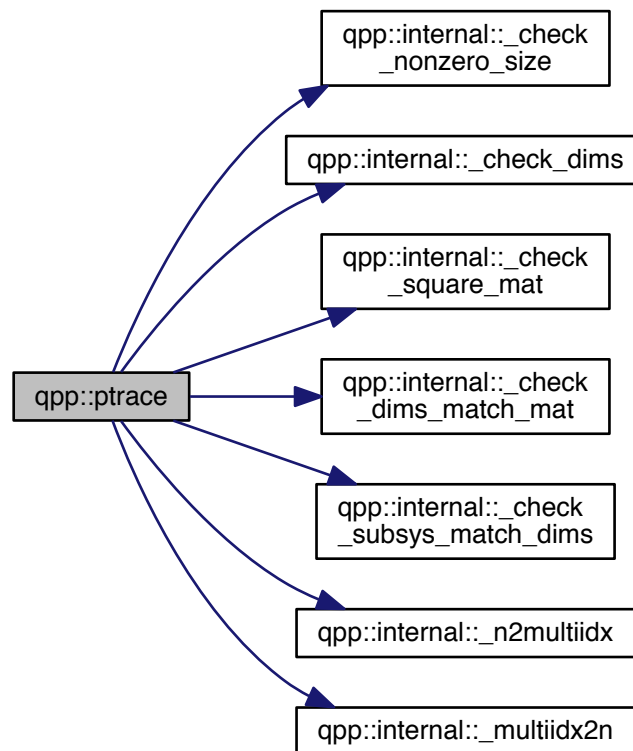 qpp::internal::_check
_nonzero_size
qpp::internal::_check_dims
qpp::internal::_check
_square_mat
qpp::ptrace
qpp::internal::_check
_dims_match_mat
qpp::internal::_check
_subsys_match_dims
qpp::internal::_n2multiidx
qpp::internal::_multiidx2n